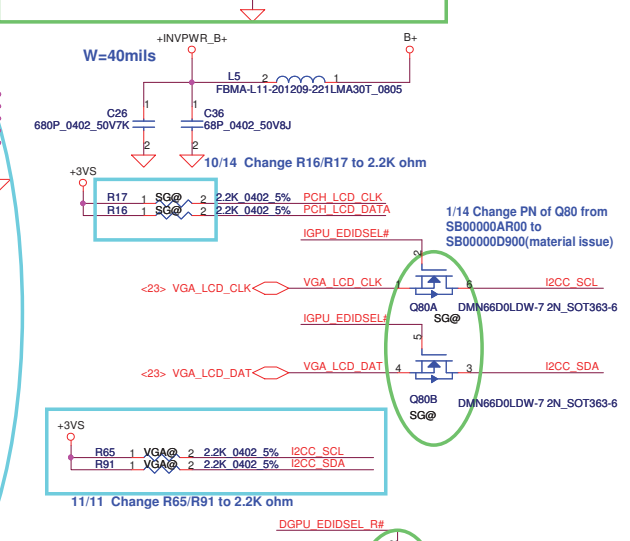 +INVPWR_B+
B+
W=40mils
L5
2
1
FBMA-L11-201209-221LMA30T_0805
1
1
C26
C36
680P_0402_50V7K
68P_0402_50V8J
2
2
10/14 Change R16/R17 to 2.2K ohm
+3VS
R17 1 SG@ 2 2.2K_0402_5% PCH_LCD_CLK
R16 1 SG@ 2 2.2K_0402_5% PCH_LCD_DATA
1/14 Change PN of Q80 from
SB00000AR00 to
SB00000D900(material issue)
IGPU_EDIDSEL#
2
<23> VGA_LCD_CLK
VGA_LCD_CLK
1
6
I2CC_SCL
Q80A
DMN66D0LDW-7 2N_SOT363-6
SG@
IGPU_EDIDSEL#
5
<23> VGA_LCD_DAT
VGA_LCD_DAT
4
3
I2CC_SDA
Q80B
DMN66D0LDW-7 2N_SOT363-6
SG@
+3VS
R65 1 VGA@ 2 2.2K_0402_5% I2CC_SCL
R91 1 VGA@ 2 2.2K_0402_5% I2CC_SDA
11/11 Change R65/R91 to 2.2K ohm
DGPU_EDIDSEL_R#